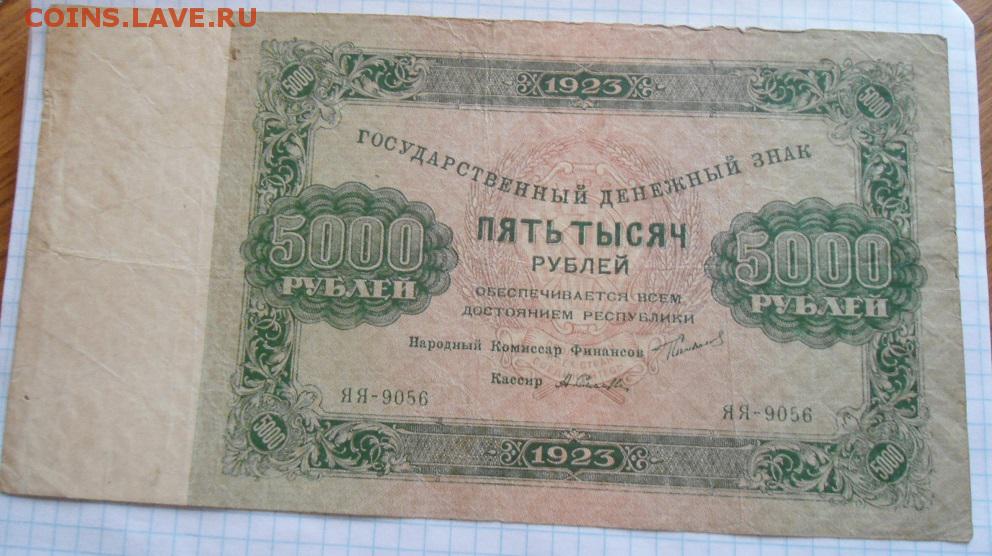 COINS.LAVE.RU
1923
5000
5000
ГОСУДАРСТВЕННЫЙ ДЕНЕЖНЫЙ ЗНАК
ПЯТЬ ТЫСЯЧ
РУБЛЕЙ
5000
РУБЛЕЙ
5000
РУБЛЕЙ
ОБЕСПЕЧИВАЕТСЯ ВСЕМ
ДОСТОЯНИЕМ РЕСПУБЛИКИ
Народный Комиссар Финансов
Кассир
ЯЯ-9056
ЯЯ-9056
5000
1923
5000